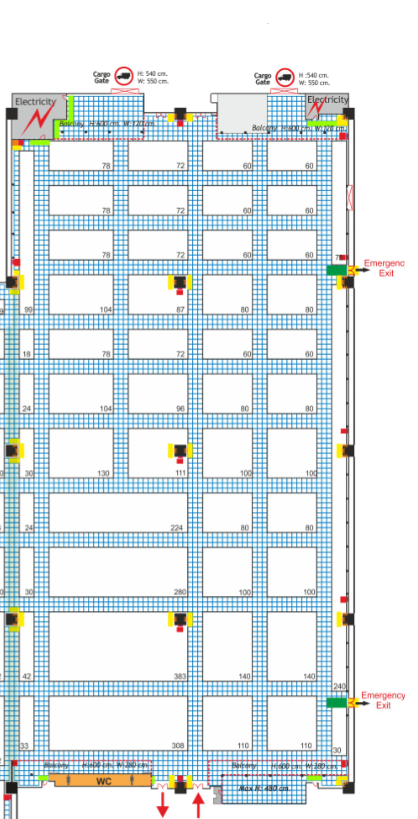 Cargo Gate
H: 540 cm.
W: 550 cm.
Cargo Gate
H :540 cm.
W: 550 cm.
Electricity
Electricity
Balcony H:600 cm. W:120 cm.
Balcony H:600 cm. W:120 cm.
78 72 60 60
78 72 60 60
78 72 60 60
Emergency
Exit
99 104 87 80 80
18 78 72 60 60
24 104 96 80 80
30 130 111 100 100
24 224 80 80
30 280 100 100
42 383 140 140
240
Emergency
Exit
33 308 110 110
30
Balcony H:600 cm. W:280 cm.
Balcony H:600 cm. W:280 cm.
WC
Max H: 480 cm.